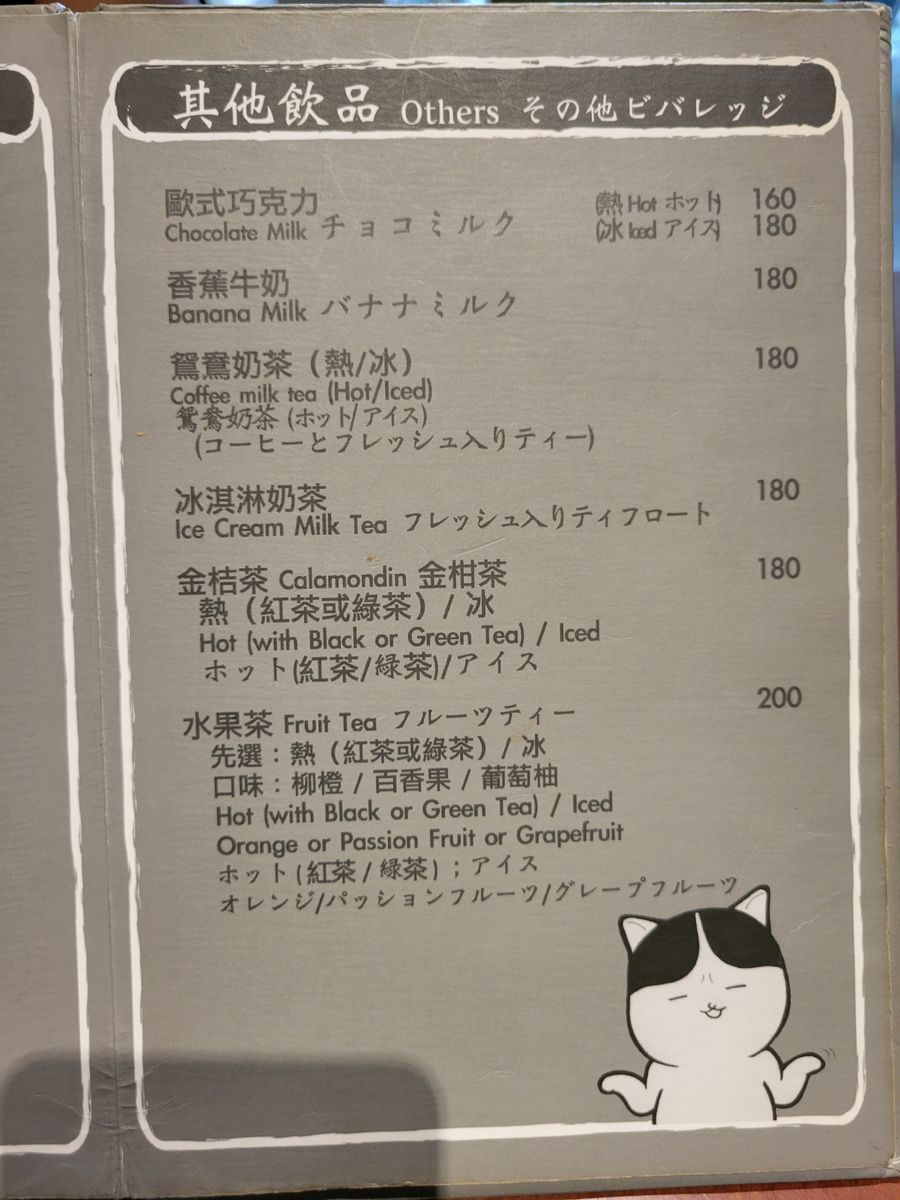 其他飲品 Others その他ビバレッジ
歐式巧克力 (熱 Hot ホット) 160
Chocolate Milk チョコミルク (冰 Iced アイス) 180
香蕉牛奶 180
Banana Milk バナナミルク
鴛鴦奶茶（熱/冰） 180
Coffee milk tea (Hot/Iced)
鴛鴦奶茶 (ホット/アイス)
(コーヒーとフレッシュ入りティー)
冰淇淋奶茶 180
Ice Cream Milk Tea フレッシュ入りティフロート
金桔茶 Calamondin 金柑茶 180
熱（紅茶或綠茶）/ 冰
Hot (with Black or Green Tea) / Iced
ホット(紅茶/緑茶)/アイス
水果茶 Fruit Tea フルーツティー 200
先選：熱（紅茶或綠茶）/ 冰
口味：柳橙 / 百香果 / 葡萄柚
Hot (with Black or Green Tea) / Iced
Orange or Passion Fruit or Grapefruit
ホット(紅茶 / 緑茶)；アイス
オレンジ/パッションフルーツ/グレープフルーツ